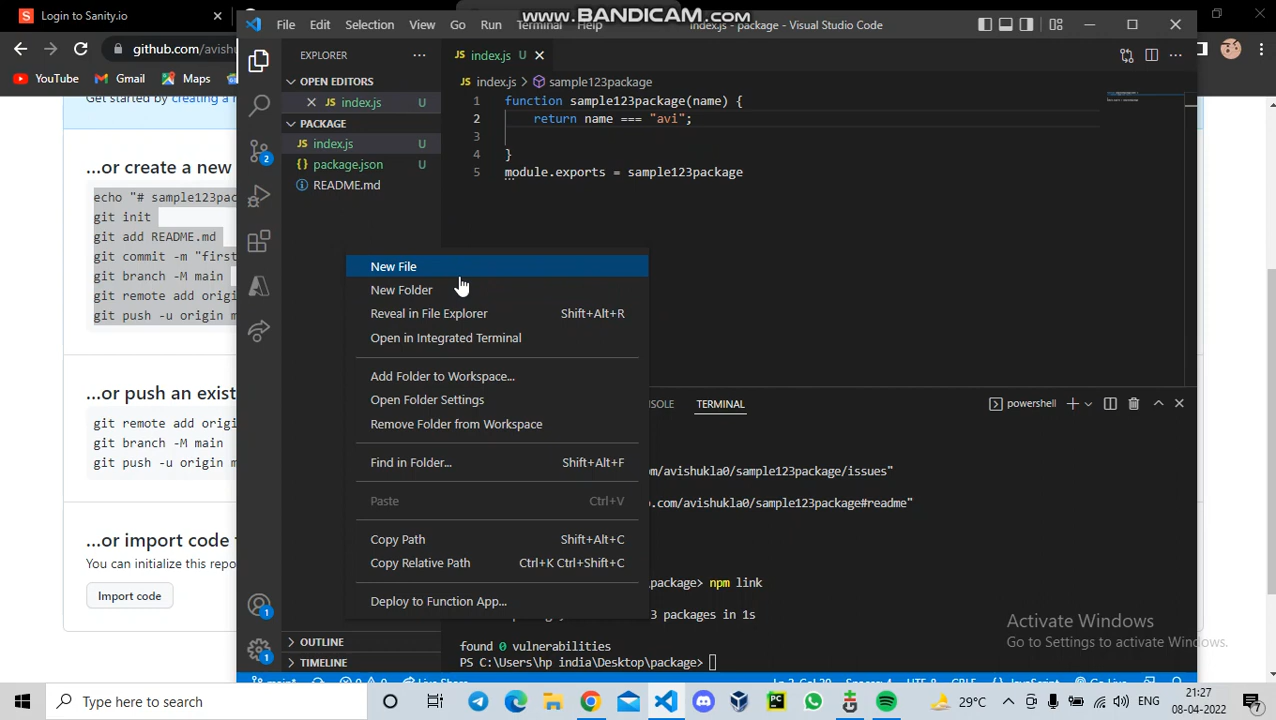 Login to Sanity.io
www.BANDICAM.com
File Edit Selection View Go Run Terminal Help
index.js - package - Visual Studio Code
github.com/avish
YouTube Gmail Maps
Get started by creating a
...or create a new
echo "# sample123pac
git init
git add README.md
git commit -m "first
git branch -M main
git remote add origi
git push -u origin m
...or push an exist
git remote add origi
git branch -M main
git push -u origin m
...or import code
You can initialize this repo
Import code
EXPLORER
OPEN EDITORS
index.js U
PACKAGE
index.js U
package.json U
README.md
2
1
1
OUTLINE
TIMELINE
JS index.js U
JS index.js > sample123package
1 function sample123package(name) {
2 return name === "avi";
3
4 }
5 module.exports = sample123package
New File
New Folder
Reveal in File Explorer Shift+Alt+R
Open in Integrated Terminal
Add Folder to Workspace...
Open Folder Settings
Remove Folder from Workspace
Find in Folder... Shift+Alt+F
Paste Ctrl+V
Copy Path Shift+Alt+C
Copy Relative Path Ctrl+K Ctrl+Shift+C
Deploy to Function App...
SOLE TERMINAL
powershell
m/avishukla0/sample123package/issues"
.com/avishukla0/sample123package#readme"
package> npm link
3 packages in 1s
found 0 vulnerabilities
PS C:\Users\hp india\Desktop\package>
Activate Windows
Go to Settings to activate Windows.
Type here to search
29°C
ENG
21:27
08-04-2022
7